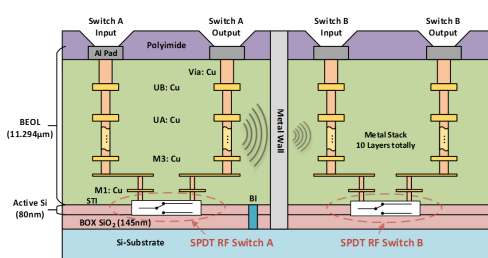 Switch A
Input
Switch A
Output
Switch B
Input
Switch B
Output
Polyimide
Al Pad
Via: Cu
UB: Cu
UA: Cu
M3: Cu
M1: Cu
Metal Wall
Metal Stack
10 Layers totally
BEOL
(11.294μm)
STI
BI
Active Si
(80nm)
BOX SiO2 (145nm)
Si-Substrate
SPDT RF Switch A
SPDT RF Switch B